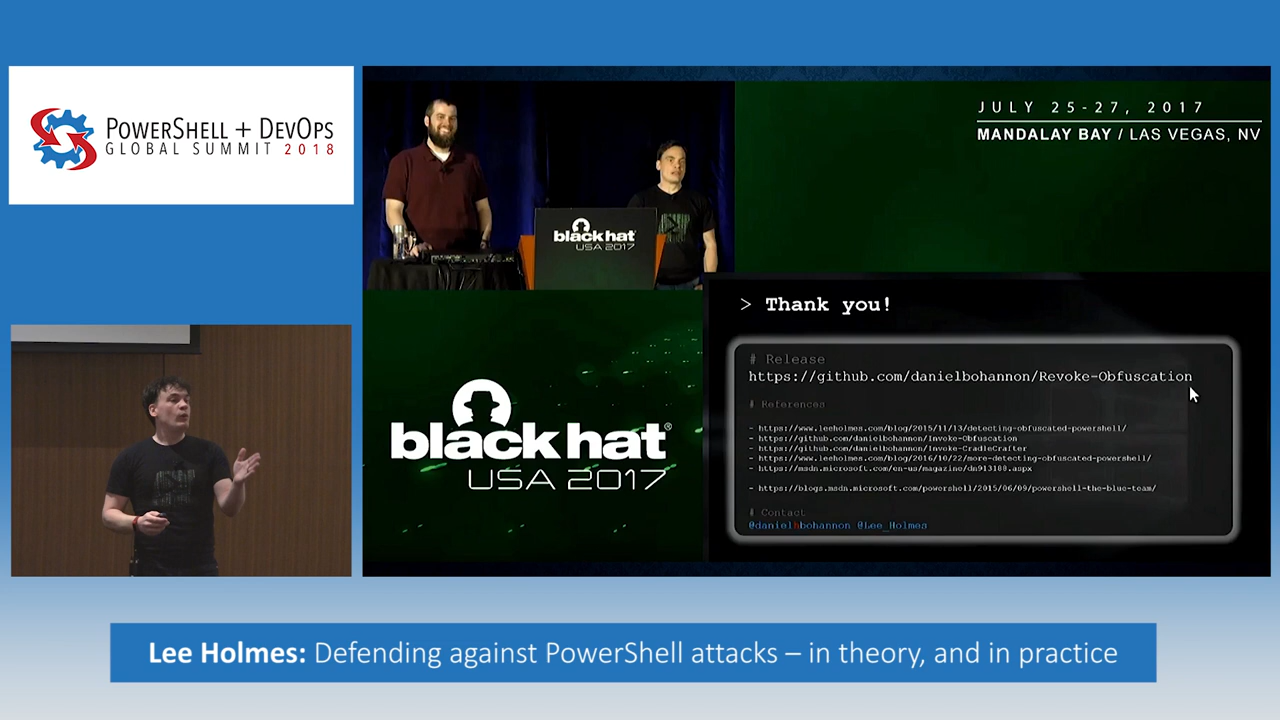 POWERSHELL + DEVOPS
GLOBAL SUMMIT 2018
black hat
USA 2017
JULY 25-27, 2017
MANDALAY BAY / LAS VEGAS, NV
> Thank you!
# Release
https://github.com/danielbohannon/Revoke-Obfuscation
# References
- https://www.leeholmes.com/blog/2015/11/13/detecting-obfuscated-powershell/
- https://github.com/danielbohannon/Invoke-Obfuscation
- https://github.com/danielbohannon/Invoke-CradleCrafter
- https://www.leeholmes.com/blog/2016/10/22/more-detecting-obfuscated-powershell/
- https://msdn.microsoft.com/en-us/magazine/dn913188.aspx
- https://blogs.msdn.microsoft.com/powershell/2015/06/09/powershell-the-blue-team/
# Contact
@danielhbohannon @Lee_Holmes
black hat®
USA 2017
Lee Holmes: Defending against PowerShell attacks – in theory, and in practice